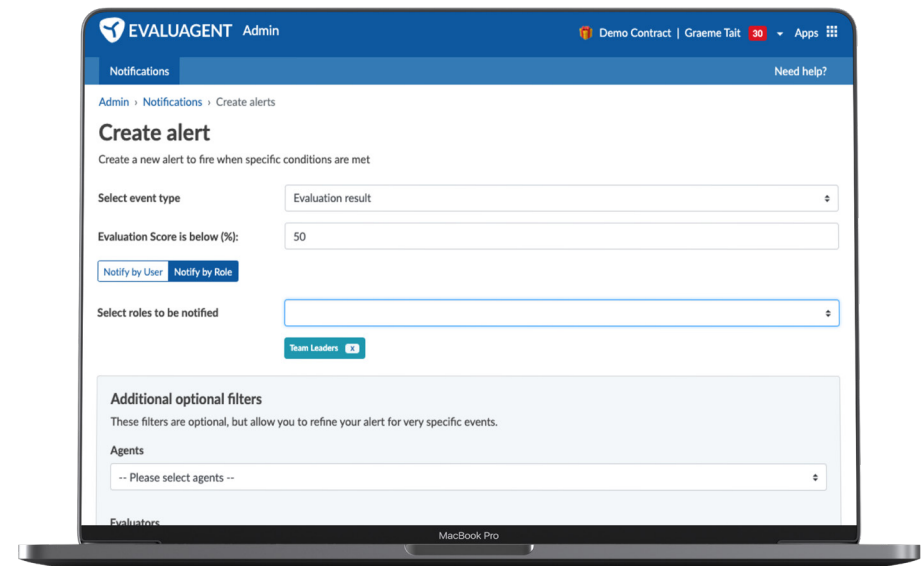 EVALUAGENT Admin
Demo Contract | Graeme Tait 30 Apps
Notifications
Need help?
Admin › Notifications › Create alerts
Create alert
Create a new alert to fire when specific conditions are met
Select event type
Evaluation result
Evaluation Score is below (%):
50
Notify by User Notify by Role
Select roles to be notified
Team Leaders x
Additional optional filters
These filters are optional, but allow you to refine your alert for very specific events.
Agents
-- Please select agents --
Evaluators
MacBook Pro